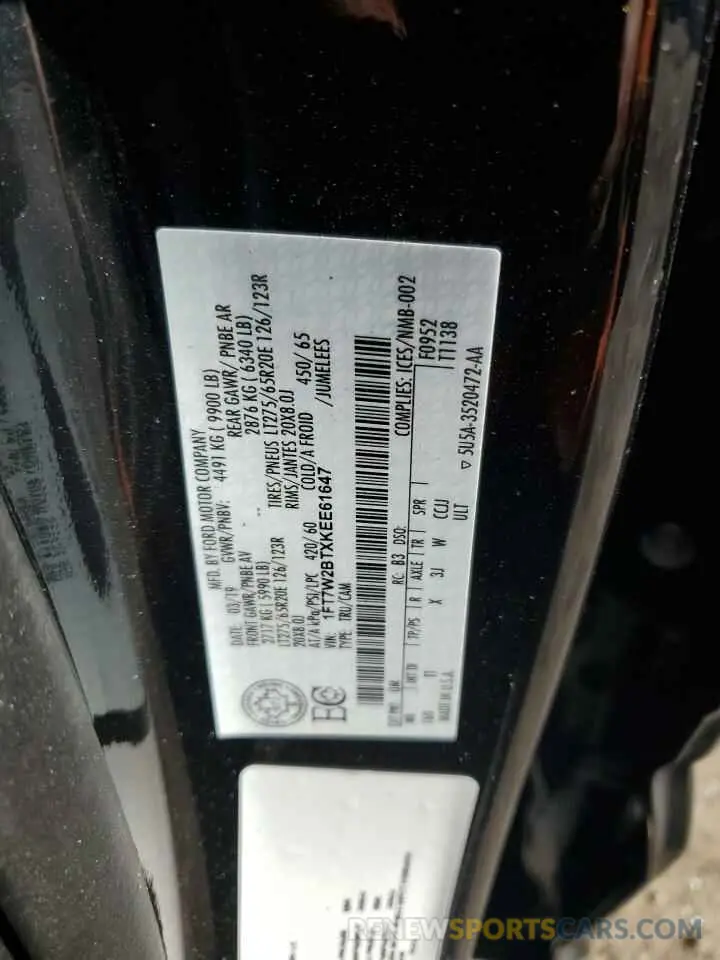 MFD. BY FORD MOTOR COMPANY
DATE: 03/19 GVWR/PNBV: 4491 KG ( 9900 LB)
FRONT GAWR/PNBE AV REAR GAWR/ PNBE AR
2717 KG ( 5990 LB) 2876 KG ( 6340 LB)
LT275/65R20E 126/123R TIRES/PNEUS LT275/65R20E 126/123R
20X8.0J RIMS/JANTES 20X8.0J
AT/A kPa/PSI/LPC 420/60 COLD/A FROID 450/ 65
VIN: 1FT7W2BTXKEE61647 /JUMELEES
TYPE: TRU/CAM
COMPLIES: ICES/NMB-002
RC: B3 DSO: F0952
TP/PS R AXLE TR SPR T1138
X 3J W CCJJ
ULT 5U5A-3520472-AA
MADE IN U.S.A.
RENEWSPORTSCARS.COM